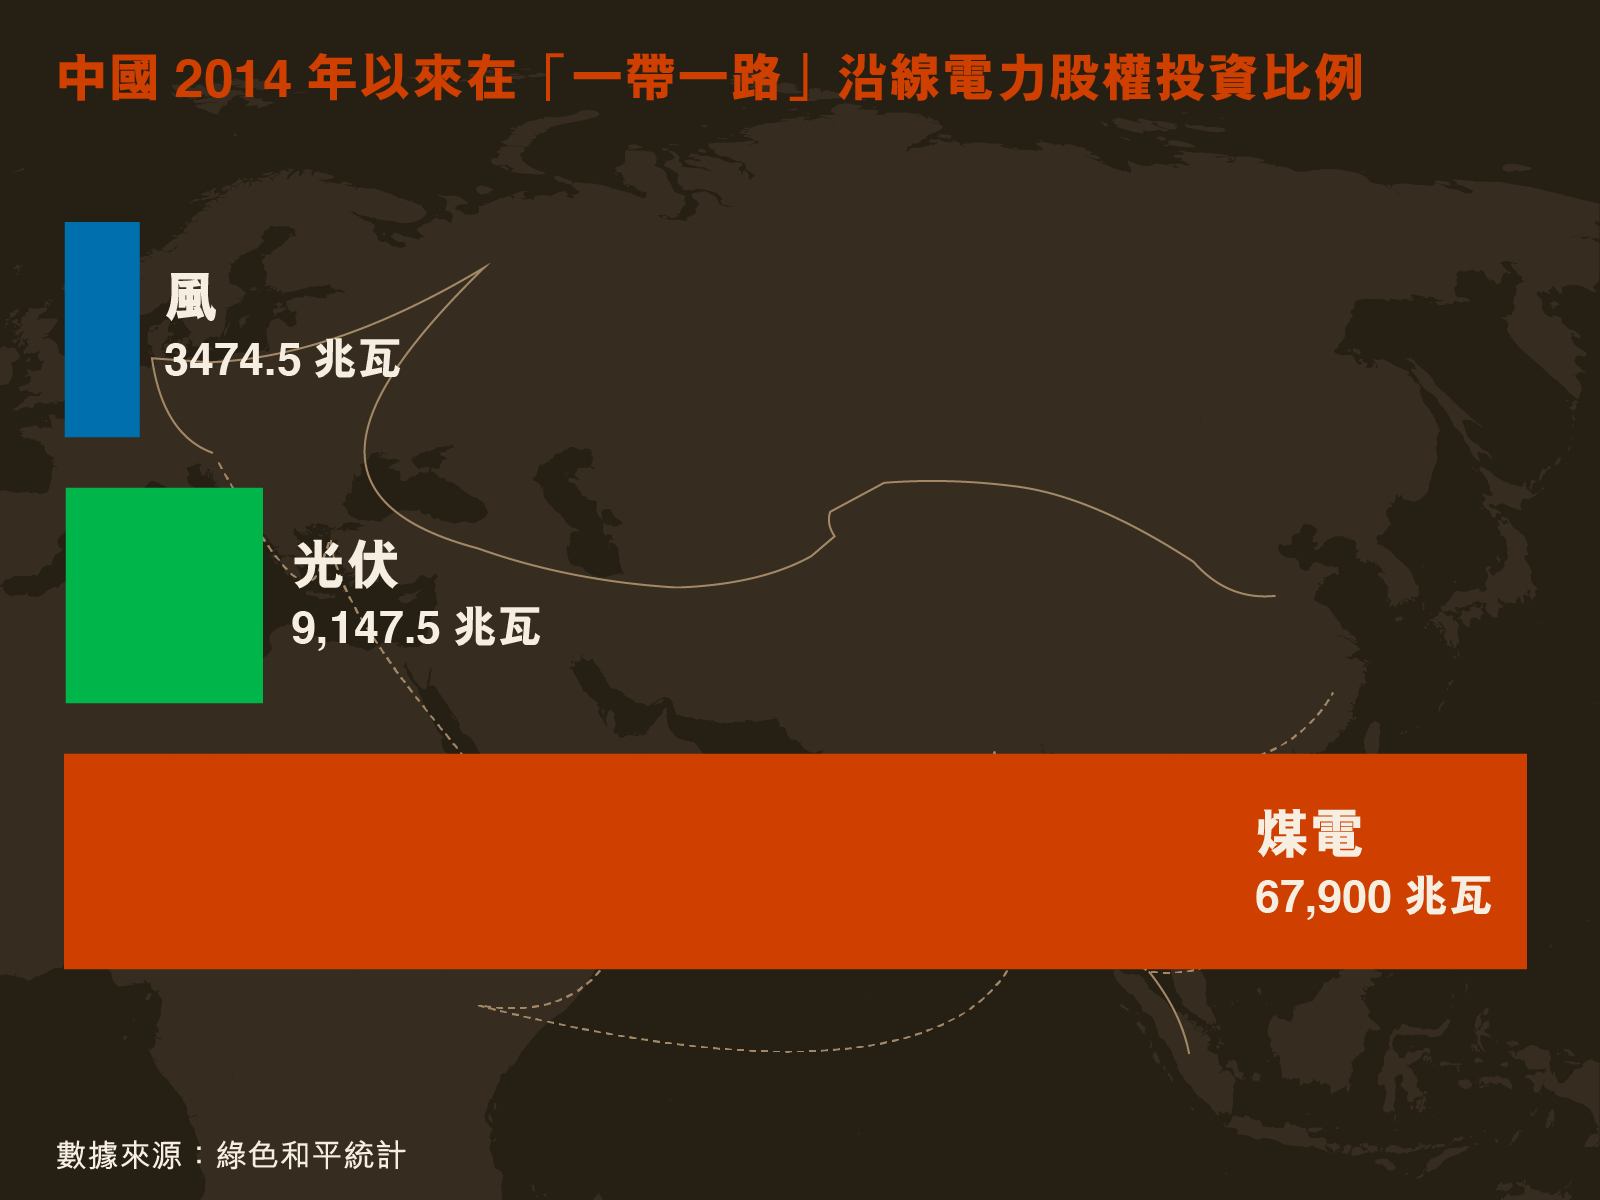 中國 2014 年以來在「一帶一路」沿線電力股權投資比例
風
3474.5 兆瓦
光伏
9,147.5 兆瓦
煤電
67,900 兆瓦
數據來源：綠色和平統計